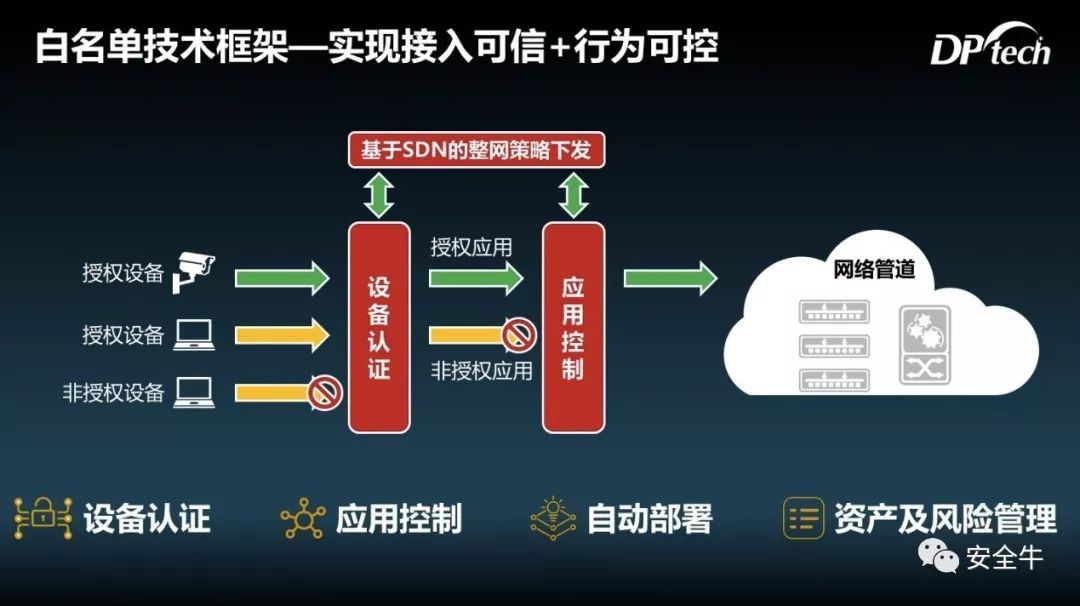 白名单技术框架—实现接入可信+行为可控
DPtech
基于SDN的整网策略下发
授权设备
授权设备
非授权设备
设备认证
授权应用
非授权应用
应用控制
网络管道
设备认证
应用控制
自动部署
资产及风险管理
安全牛